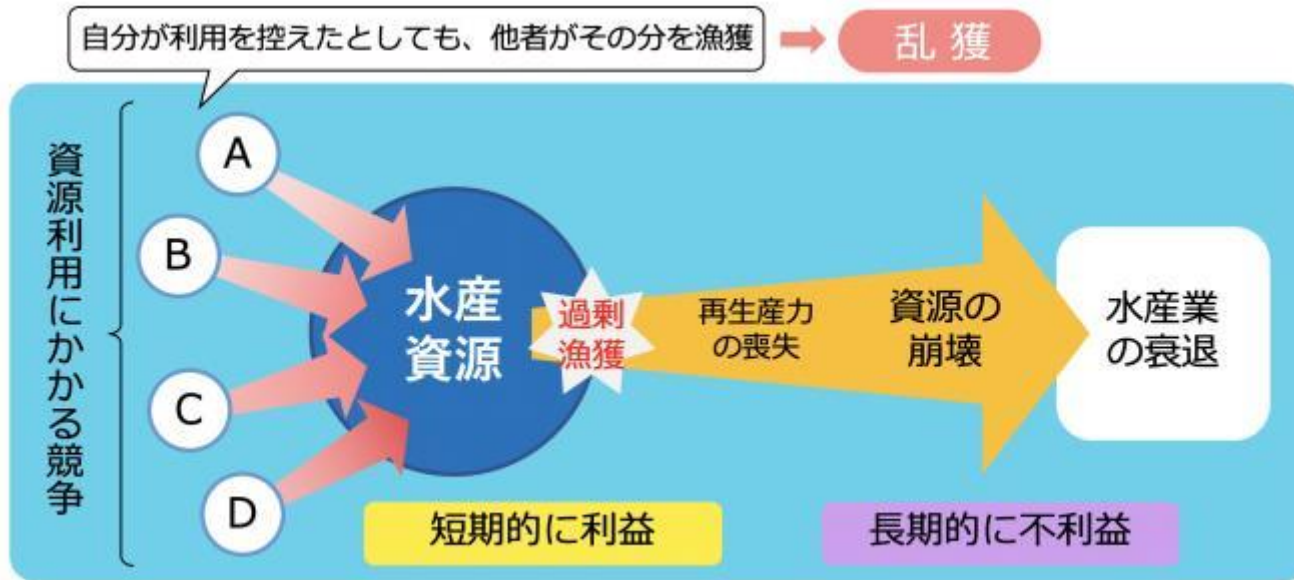 自分が利用を控えたとしても、他者がその分を漁獲
乱獲
資源利用にかかる競争
A
B
C
D
水産
資源
過剰
漁獲
再生産力
の喪失
資源の
崩壊
水産業
の衰退
短期的に利益
長期的に不利益